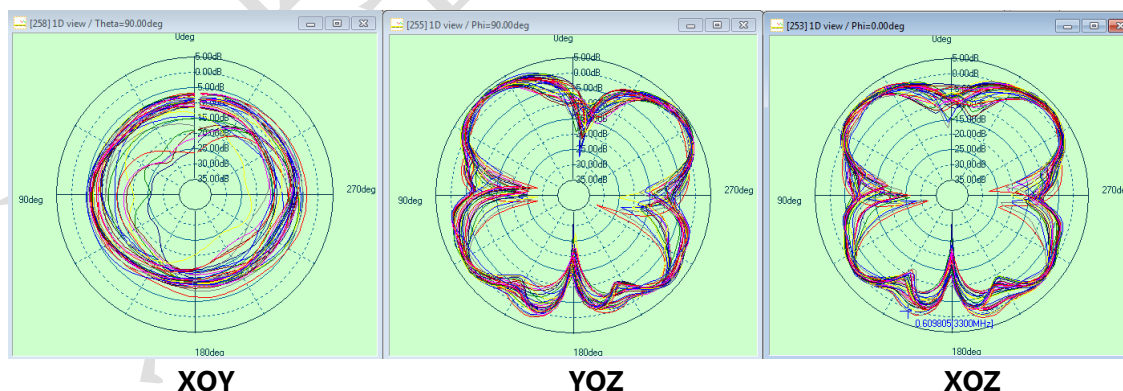 [258] 1D view / Theta=90.00deg
0deg
5.00dB
0.00dB
5.00dB
10.00dB
15.00dB
20.00dB
25.00dB
30.00dB
35.00dB
90deg
270deg
180deg
XOY
[255] 1D view / Phi=90.00deg
0deg
5.00dB
0.00dB
5.00dB
10.00dB
15.00dB
20.00dB
25.00dB
30.00dB
35.00dB
90deg
270deg
180deg
YOZ
[253] 1D view / Phi=0.00deg
0deg
5.00dB
0.00dB
5.00dB
10.00dB
15.00dB
20.00dB
25.00dB
30.00dB
35.00dB
90deg
270deg
0.609805[3300MHz]
180deg
XOZ